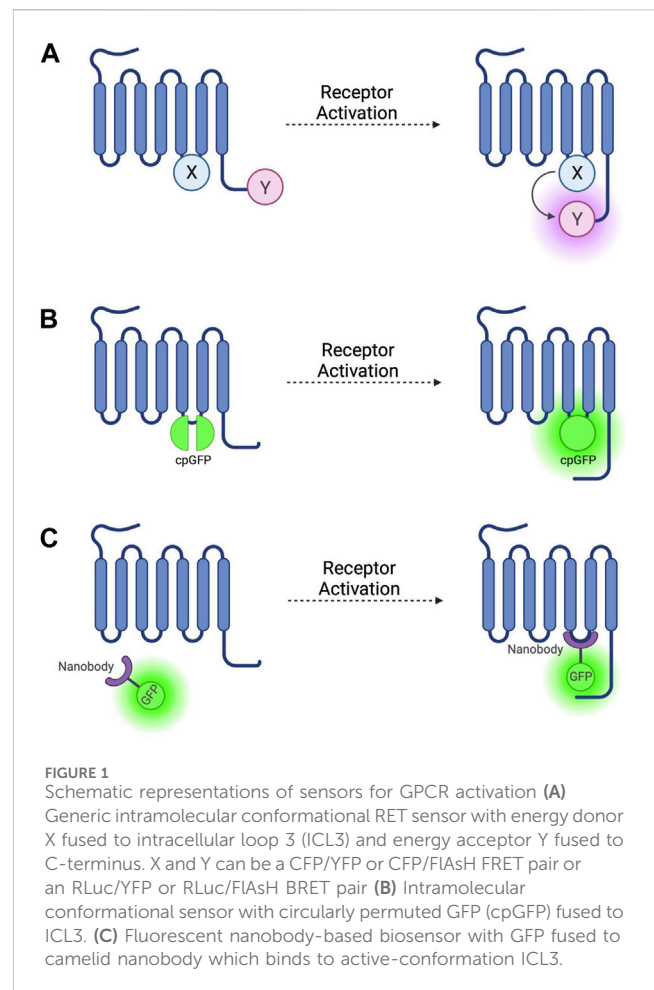 A
Receptor
Activation
X
Y
X
Y
B
Receptor
Activation
cpGFP
cpGFP
C
Receptor
Activation
Nanobody
GFP
Nanobody
GFP
FIGURE 1
Schematic representations of sensors for GPCR activation (A)
Generic intramolecular conformational RET sensor with energy donor
X fused to intracellular loop 3 (ICL3) and energy acceptor Y fused to
C-terminus. X and Y can be a CFP/YFP or CFP/FlAsH FRET pair or
an RLuc/YFP or RLuc/FlAsH BRET pair (B) Intramolecular
conformational sensor with circularly permuted GFP (cpGFP) fused to
ICL3. (C) Fluorescent nanobody-based biosensor with GFP fused to
camelid nanobody which binds to active-conformation ICL3.